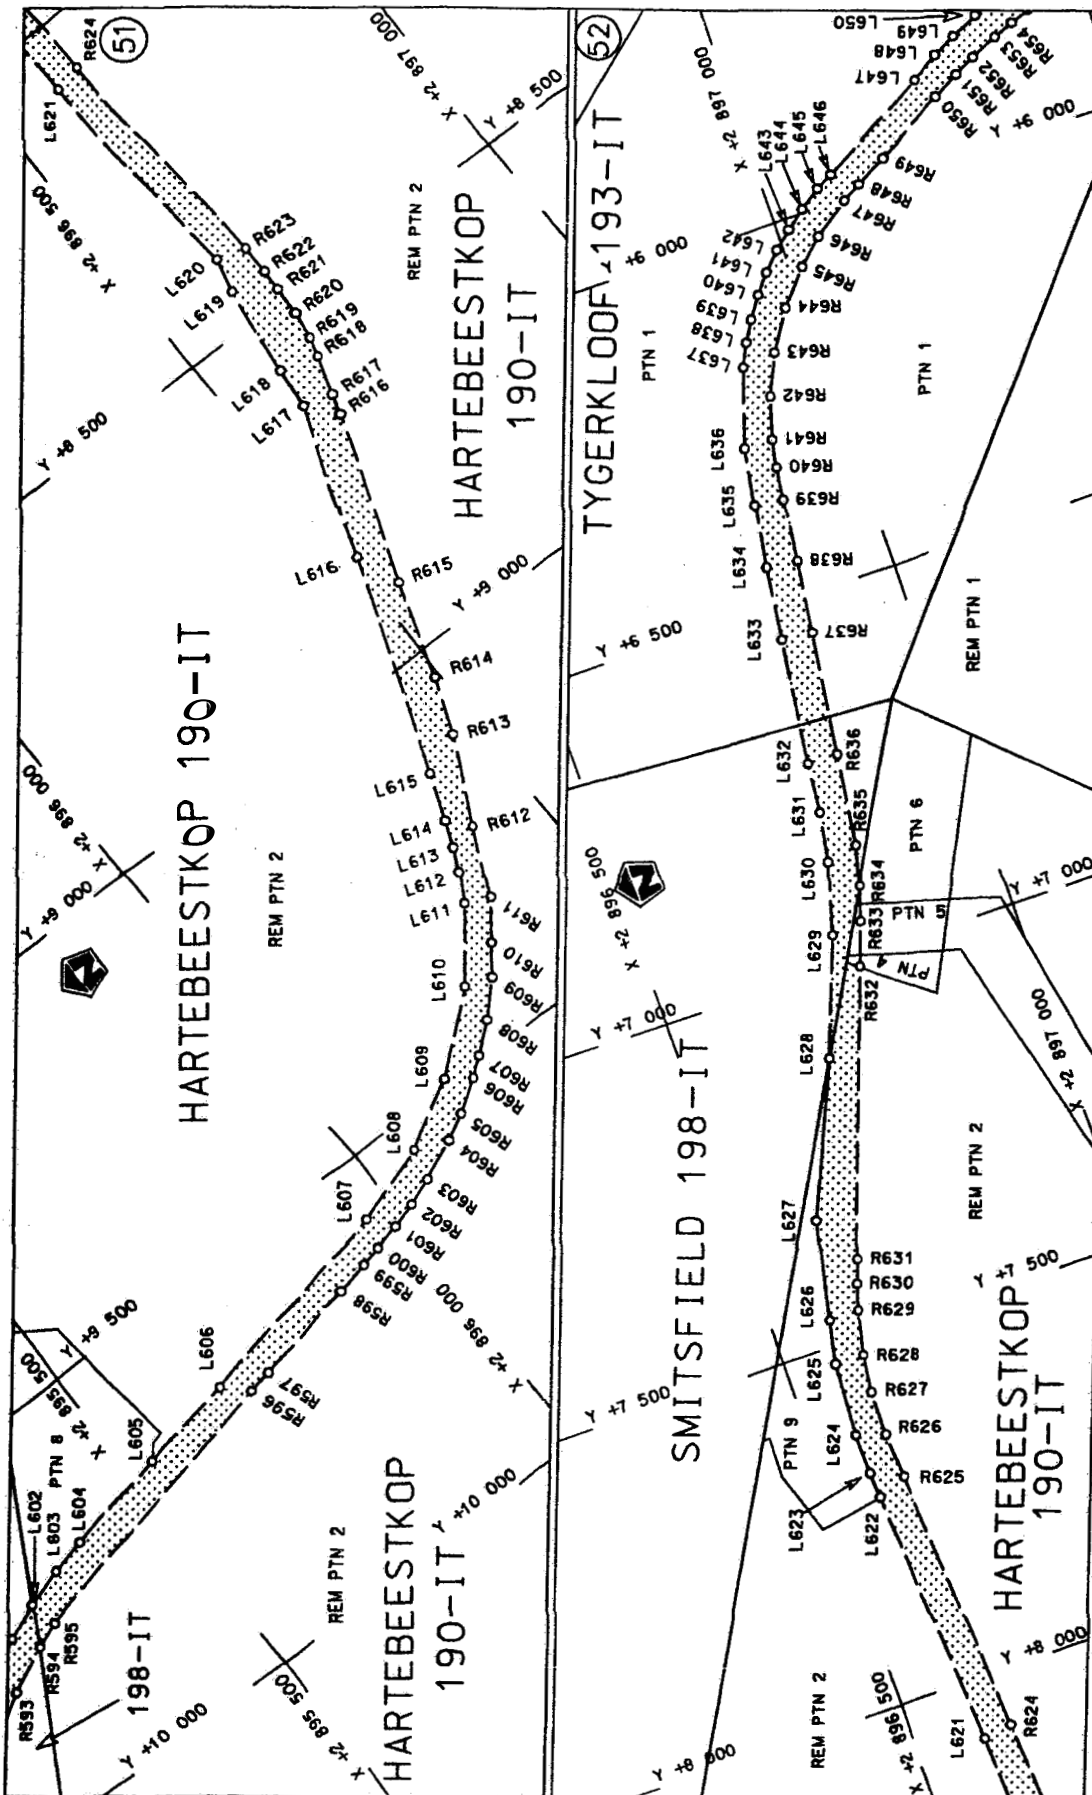 51
R624
L621
X +2 897 000
Y +8 500
X +2 896 500
REM PTN 2
HARTEBEESTKOP
190-IT
L620
L619
R623
R622
R621
R620
R619
R618
R617
R616
L618
L617
Y +8 500
L616
R615
Y +9 000
R614
R613
HARTEBEESTKOP 190-IT
X +2 896 000
Y +9 000
REM PTN 2
L615
L614
L613
L612
L611
R612
R611
R610
R609
R608
R607
R606
R605
R604
R603
R602
R601
R600
R599
R598
L610
L609
L608
L607
L606
X +2 896 000
R597
R596
Y +9 500
X +2 895 500
L605
PTN 8
L604
L603
L602
R595
R594
R593
198-IT
Y +10 000
REM PTN 2
X +2 895 500
HARTEBEESTKOP
190-IT
Y +10 000
52
TYGERKLOOF 193-IT
PTN 1
X +2 897 000
L650
L649
L648
L647
R654
R653
R652
R651
R650
Y +6 000
L646
L645
L644
L643
L642
L641
L640
L639
L638
L637
Y +6 000
R649
R648
R647
R646
R645
R644
R643
R642
R641
R640
R639
R638
R637
PTN 1
L636
L635
L634
L633
Y +6 500
REM PTN 1
L632
L631
L630
L629
R636
R635
R634
R633
R632
PTN 6
PTN 5
PTN 4
Y +7 000
X +2 896 500
Y +7 000
L628
X +2 897 000
REM PTN 2
SMITSFIELD 198-IT
L627
L626
L625
L624
L623
L622
R631
R630
R629
R628
R627
R626
R625
Y +7 500
Y +7 500
PTN 9
HARTEBEESTKOP
190-IT
REM PTN 2
X +2 896 500
Y +8 000
Y +8 000
L621
R624